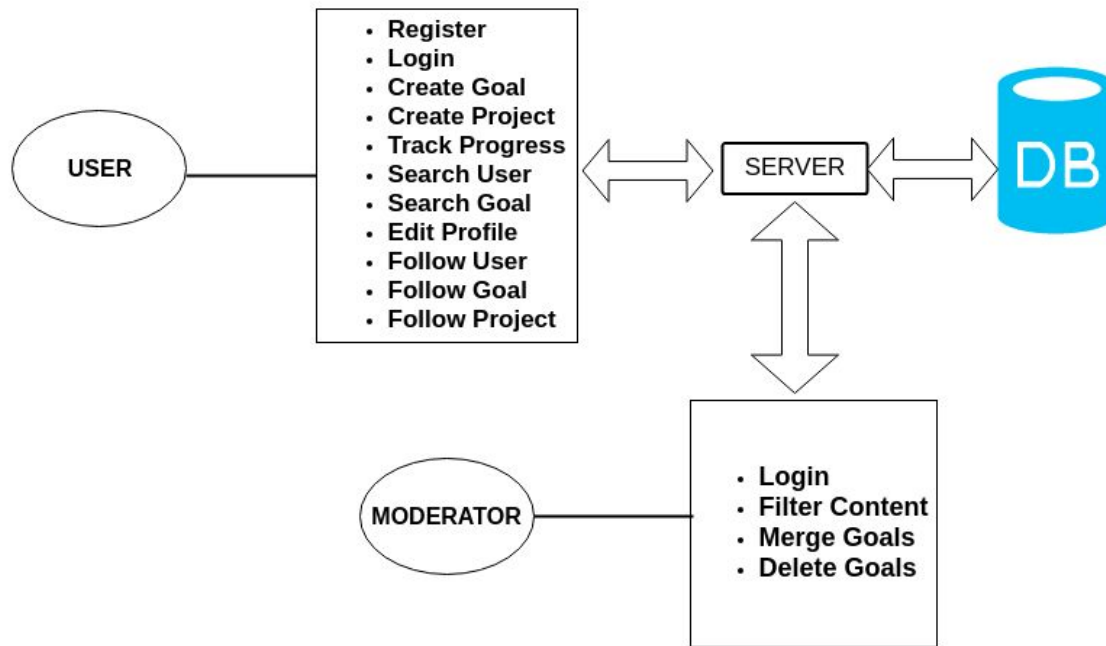 USER
• Register
• Login
• Create Goal
• Create Project
• Track Progress
• Search User
• Search Goal
• Edit Profile
• Follow User
• Follow Goal
• Follow Project
SERVER
DB
MODERATOR
• Login
• Filter Content
• Merge Goals
• Delete Goals